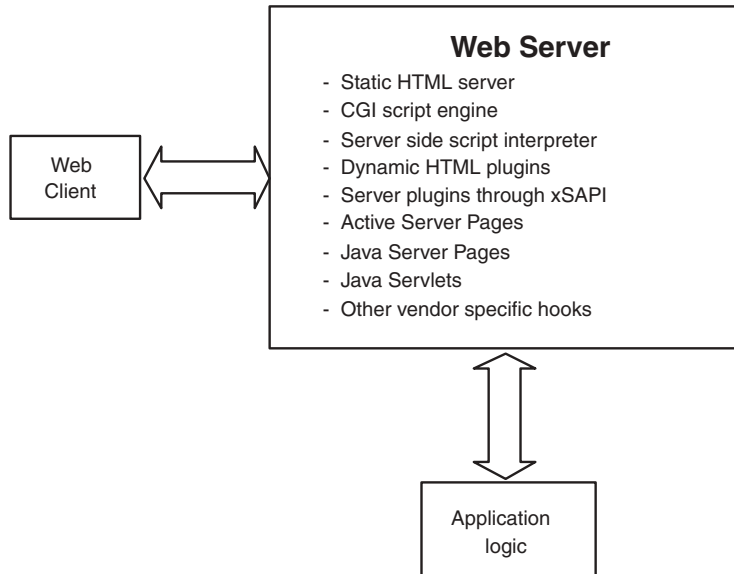 Web Server
- Static HTML server
- CGI script engine
- Server side script interpreter
- Dynamic HTML plugins
- Server plugins through xSAPI
- Active Server Pages
- Java Server Pages
- Java Servlets
- Other vendor specific hooks
Web
Client
Application
logic